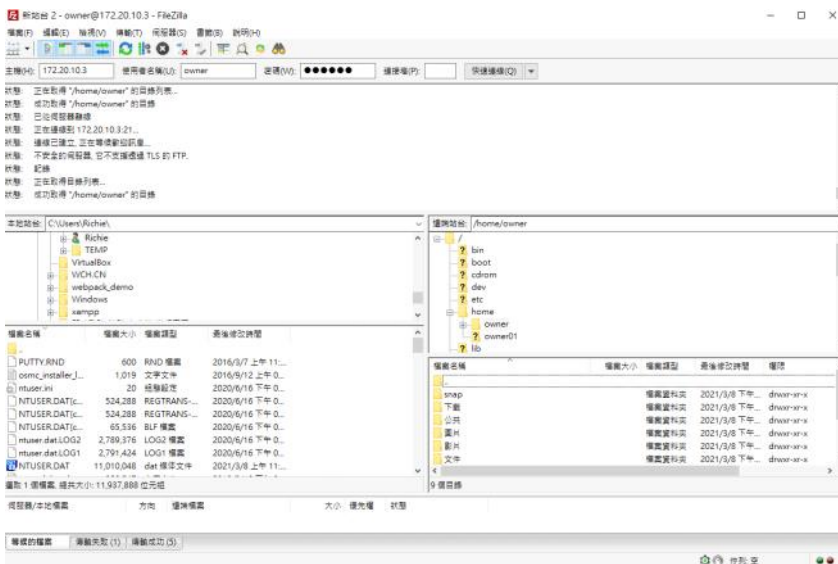 新站台 2 - owner@172.20.10.3 - FileZilla
檔案(F) 編輯(E) 檢視(V) 傳輸(T) 伺服器(S) 書籤(B) 說明(H)
主機(H): 172.20.10.3 使用者名稱(U): owner 密碼(W): ●●●●●● 連接埠(P): 快速連線(Q)
狀態: 正在取得 "/home/owner" 的目錄列表...
狀態: 成功取得 "/home/owner" 的目錄
狀態: 已從伺服器離線
狀態: 正在連線到 172.20.10.3:21...
狀態: 連線已建立, 正在等候歡迎訊息...
狀態: 不安全的伺服器, 它不支援透過 TLS 的 FTP.
狀態: 記錄
狀態: 正在取得目錄列表...
狀態: 成功取得 "/home/owner" 的目錄
本地站台: C:\Users\Richie\
Richie
TEMP
VirtualBox
WCH.CN
webpack_demo
Windows
xampp
檔案名稱 檔案大小 檔案類型 最後修改時間
..
PUTTY.RND 600 RND 檔案 2016/3/7 上午 11:...
osmc_installer_l... 1,019 文字文件 2016/9/12 上午 0...
ntuser.ini 20 組態設定 2020/6/16 下午 0...
NTUSER.DAT{c... 524,288 REGTRANS-... 2020/6/16 下午 0...
NTUSER.DAT{c... 524,288 REGTRANS-... 2020/6/16 下午 0...
NTUSER.DAT{c... 65,536 BLF 檔案 2020/6/16 下午 0...
ntuser.dat.LOG2 2,789,376 LOG2 檔案 2020/6/16 下午 0...
ntuser.dat.LOG1 2,791,424 LOG1 檔案 2020/6/16 下午 0...
NTUSER.DAT 11,010,048 dat 媒體文件 2021/3/8 上午 11:...
選取 1 個檔案, 總共大小: 11,937,888 位元組
遠端站台: /home/owner
/
bin
boot
cdrom
dev
etc
home
owner
owner01
lib
檔案名稱 檔案大小 檔案類型 最後修改時間 權限
..
snap 檔案資料夾 2021/3/8 下午... drwxr-xr-x
下載 檔案資料夾 2021/3/8 下午... drwxr-xr-x
公共 檔案資料夾 2021/3/8 下午... drwxr-xr-x
圖片 檔案資料夾 2021/3/8 下午... drwxr-xr-x
影片 檔案資料夾 2021/3/8 下午... drwxr-xr-x
文件 檔案資料夾 2021/3/8 下午... drwxr-xr-x
9 個目錄
伺服器/本地檔案 方向 遠端檔案 大小 優先權 狀態
等候的檔案 傳輸失敗 (1) 傳輸成功 (5)
佇列: 空